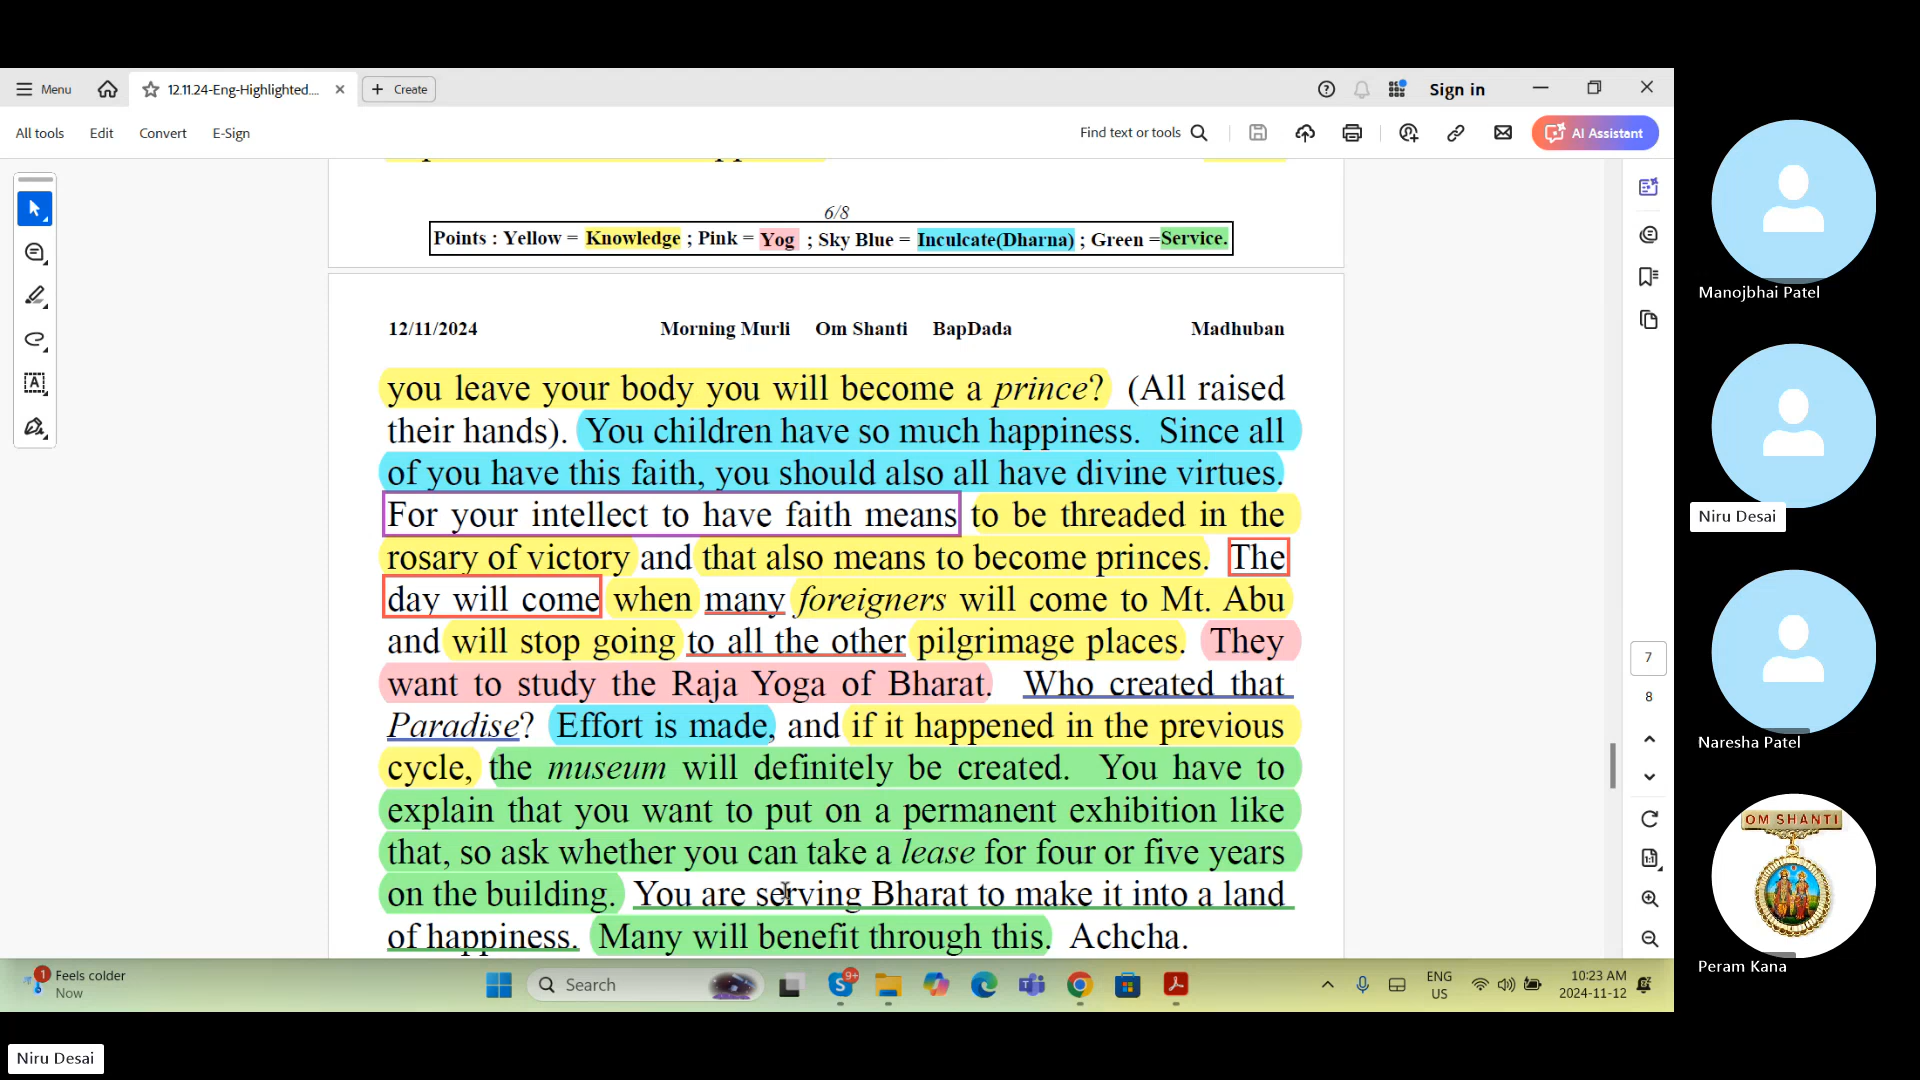 Menu
12.11.24-Eng-Highlighted....
Create
Sign in
All tools
Edit
Convert
E-Sign
Find text or tools
AI Assistant
6/8
Points : Yellow = Knowledge ; Pink = Yog ; Sky Blue = Inculcate(Dharna) ; Green =Service.
12/11/2024 Morning Murli Om Shanti BapDada Madhuban
you leave your body you will become a prince? (All raised
their hands). You children have so much happiness. Since all
of you have this faith, you should also all have divine virtues.
For your intellect to have faith means to be threaded in the
rosary of victory and that also means to become princes. The
day will come when many foreigners will come to Mt. Abu
and will stop going to all the other pilgrimage places. They
want to study the Raja Yoga of Bharat. Who created that
Paradise? Effort is made, and if it happened in the previous
cycle, the museum will definitely be created. You have to
explain that you want to put on a permanent exhibition like
that, so ask whether you can take a lease for four or five years
on the building. You are serving Bharat to make it into a land
of happiness. Many will benefit through this. Achcha.
7
8
1:1
Manojbhai Patel
Niru Desai
Naresha Patel
OM SHANTI
Peram Kana
1
Feels colder
Now
Search
9+
ENG
US
10:23 AM
2024-11-12
Niru Desai